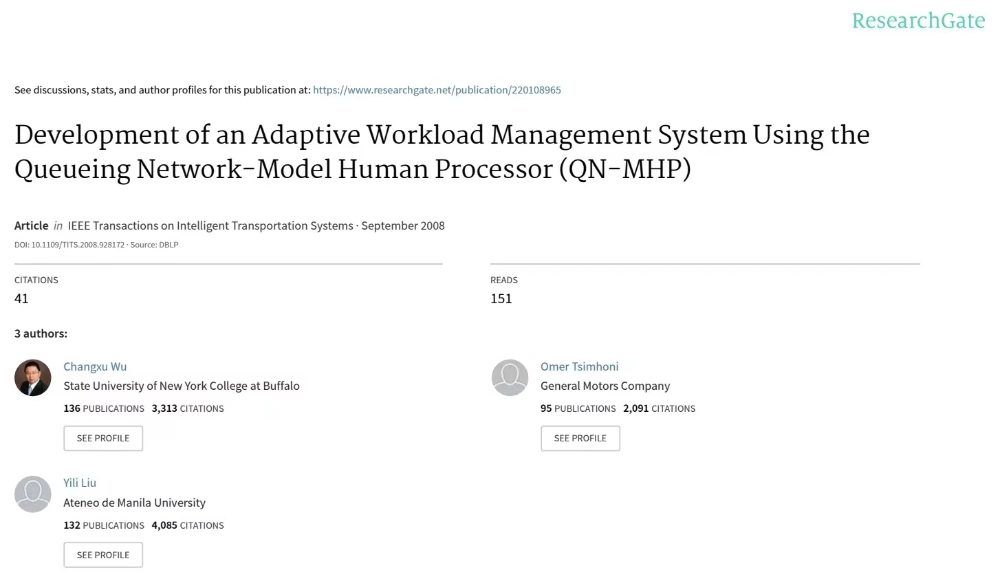 ResearchGate
See discussions, stats, and author profiles for this publication at: https://www.researchgate.net/publication/220108965
Development of an Adaptive Workload Management System Using the
Queueing Network-Model Human Processor (QN-MHP)
Article in IEEE Transactions on Intelligent Transportation Systems · September 2008
DOI: 10.1109/TITS.2008.928172 · Source: DBLP
CITATIONS
41
READS
151
3 authors:
Changxu Wu
State University of New York College at Buffalo
136 PUBLICATIONS 3,313 CITATIONS
SEE PROFILE
Omer Tsimhoni
General Motors Company
95 PUBLICATIONS 2,091 CITATIONS
SEE PROFILE
Yili Liu
Ateneo de Manila University
132 PUBLICATIONS 4,085 CITATIONS
SEE PROFILE